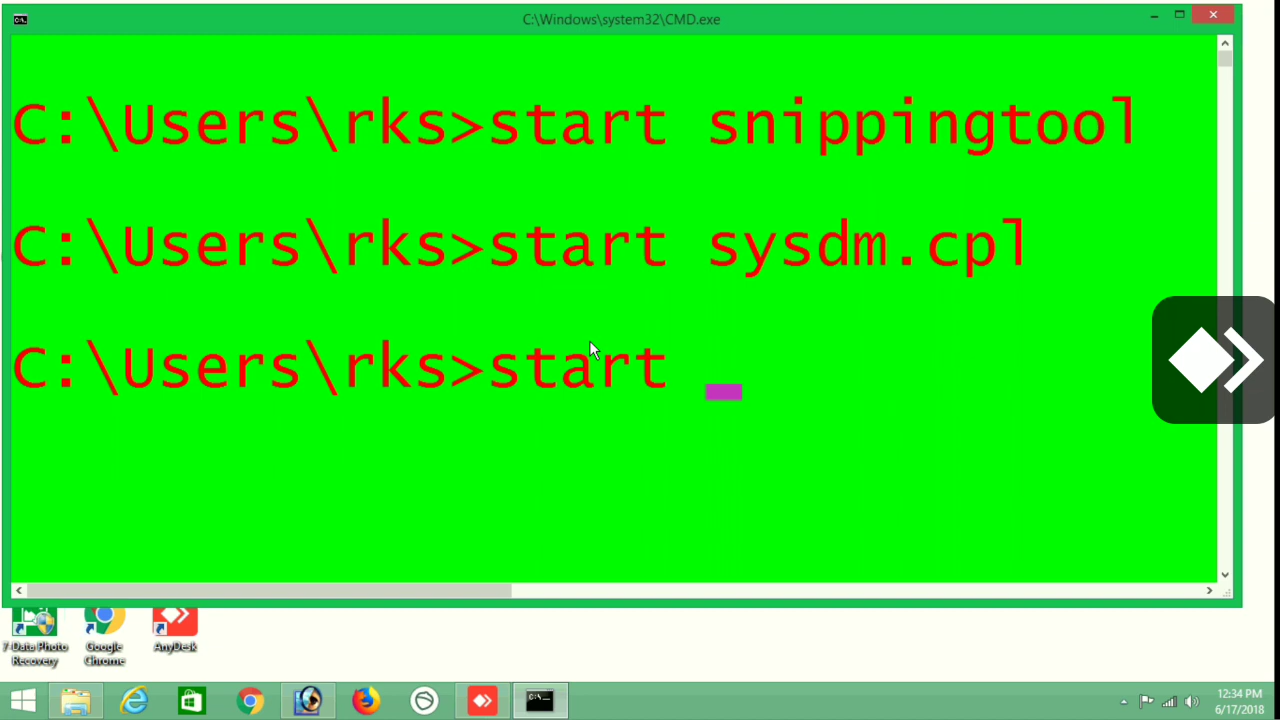 C:\Windows\system32\CMD.exe
C:\Users\rks>start snippingtool
C:\Users\rks>start sysdm.cpl
C:\Users\rks>start
7-Data Photo
Recovery
Google
Chrome
AnyDesk
12:34 PM
6/17/2018